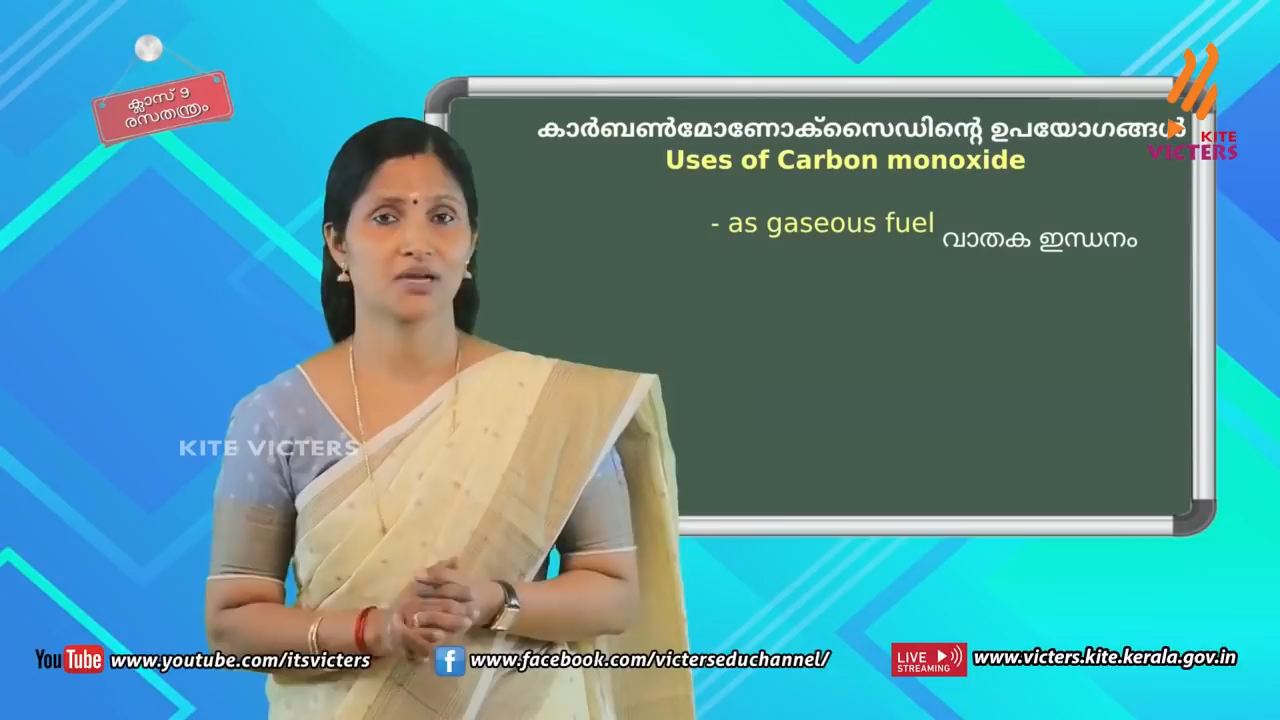 ക്ലാസ് 9
രസതന്ത്രം
കാർബൺമോണോക്സൈഡിന്റെ ഉപയോഗങ്ങൾ
Uses of Carbon monoxide
- as gaseous fuel വാതക ഇന്ധനം
KITE
VICTERS
KITE VICTERS
YouTube www.youtube.com/itsvicters
f www.facebook.com/victerseduchannel/
LIVE
STREAMING
www.victers.kite.kerala.gov.in